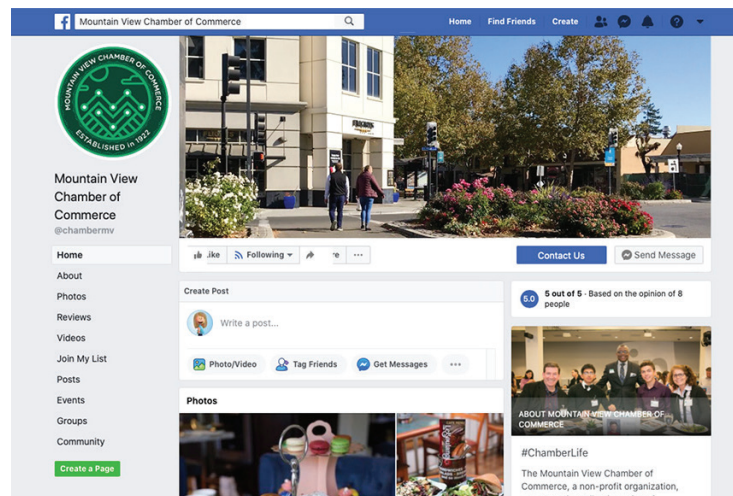 Mountain View Chamber of Commerce
Home
Find Friends
Create
MOUNTAIN VIEW CHAMBER OF COMMERCE
ESTABLISHED in 1922
Mountain View
Chamber of
Commerce
@chambermv
Home
About
Photos
Reviews
Videos
Join My List
Posts
Events
Groups
Community
Create a Page
.ike
Following
re
Contact Us
Send Message
Create Post
Write a post...
Photo/Video
Tag Friends
Get Messages
Photos
5.0
5 out of 5 · Based on the opinion of 8
people
ABOUT MOUNTAIN VIEW CHAMBER OF
COMMERCE
#ChamberLife
The Mountain View Chamber of
Commerce, a non-profit organization,